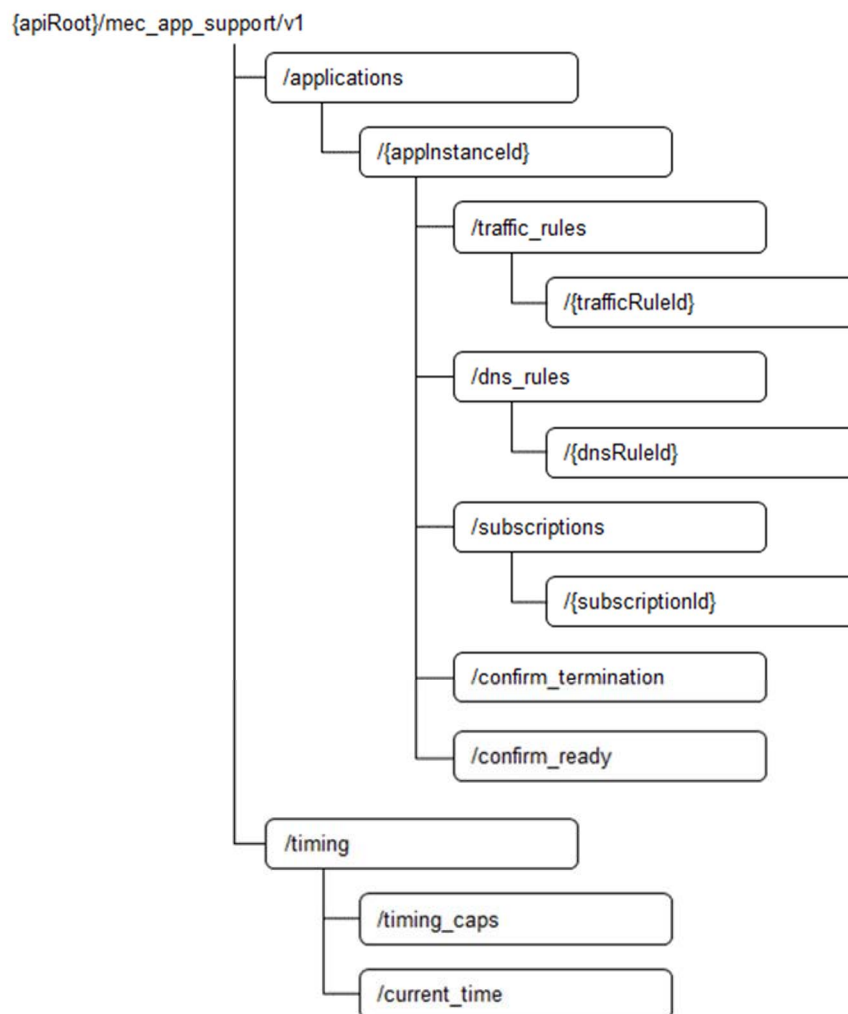 {apiRoot}/mec_app_support/v1
/applications
/{appInstanceId}
/traffic_rules
/{trafficRuleId}
/dns_rules
/{dnsRuleId}
/subscriptions
/{subscriptionId}
/confirm_termination
/confirm_ready
/timing
/timing_caps
/current_time